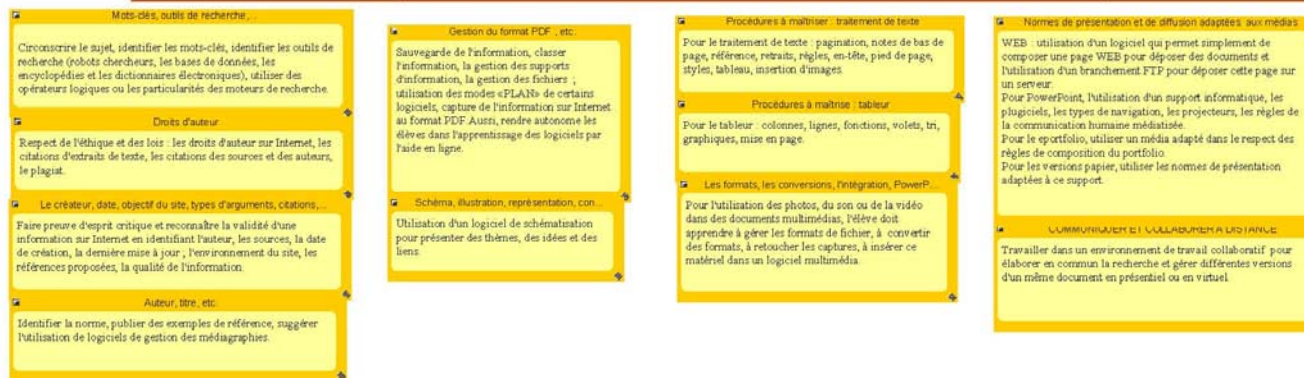 Mots-clés, outils de recherche,...
Circonscrire le sujet, identifier les mots-clés, identifier les outils de
recherche (robots chercheurs, les bases de données, les
encyclopédies et les dictionnaires électroniques), utiliser des
opérateurs logiques ou les particularités des moteurs de recherche.
Droits d'auteur
Respect de l'éthique et des lois : les droits d'auteur sur Internet, les
citations d'extraits de texte, les citations des sources et des auteurs,
le plagiat.
Le créateur, date, objectif du site, types d'arguments, citations,...
Faire preuve d'esprit critique et reconnaître la validité d'une
information sur Internet en identifiant l'auteur, les sources, la date
de création, la dernière mise à jour ; l'environnement du site, les
références proposées, la qualité de l'information.
Auteur, titre, etc.
Identifier la norme, publier des exemples de référence, suggérer
l'utilisation de logiciels de gestion des médiagraphies.
Gestion du format PDF , etc.
Sauvegarde de l'information, classer
l'information, la gestion des supports
d'information, la gestion des fichiers ;
utilisation des modes «PLAN» de certains
logiciels, capture de l'information sur Internet
au format PDF. Aussi, rendre autonome les
élèves dans l'apprentissage des logiciels par
l'aide en ligne.
Schéma, illustration, représentation, con...
Utilisation d'un logiciel de schématisation
pour présenter des thèmes, des idées et des
liens.
Procédures à maîtriser : traitement de texte
Pour le traitement de texte : pagination, notes de bas de
page, référence, retraits, règles, en-tête, pied de page,
styles, tableau, insertion d'images.
Procédures à maîtrise : tableur
Pour le tableur : colonnes, lignes, fonctions, volets, tri,
graphiques, mise en page.
Les formats, les conversions, l'intégration, PowerP...
Pour l'utilisation des photos, du son ou de la vidéo
dans des documents multimédias, l'élève doit
apprendre à gérer les formats de fichier, à convertir
des formats, à retoucher les captures, à insérer ce
matériel dans un logiciel multimédia.
Normes de présentation et de diffusion adaptées aux médias
WEB : utilisation d'un logiciel qui permet simplement de
composer une page WEB pour déposer des documents et
l'utilisation d'un branchement FTP pour déposer cette page sur
un serveur.
Pour PowerPoint, l'utilisation d'un support informatique, les
plugiciels, les types de navigation, les projecteurs, les règles de
la communication humaine médiatisée.
Pour le eportfolio, utiliser un média adapté dans le respect des
règles de composition du portfolio.
Pour les versions papier, utiliser les normes de présentation
adaptées à ce support.
COMMUNIQUER ET COLLABORER À DISTANCE
Travailler dans un environnement de travail collaboratif pour
élaborer en commun la recherche et gérer différentes versions
d'un même document en présentiel ou en virtuel.